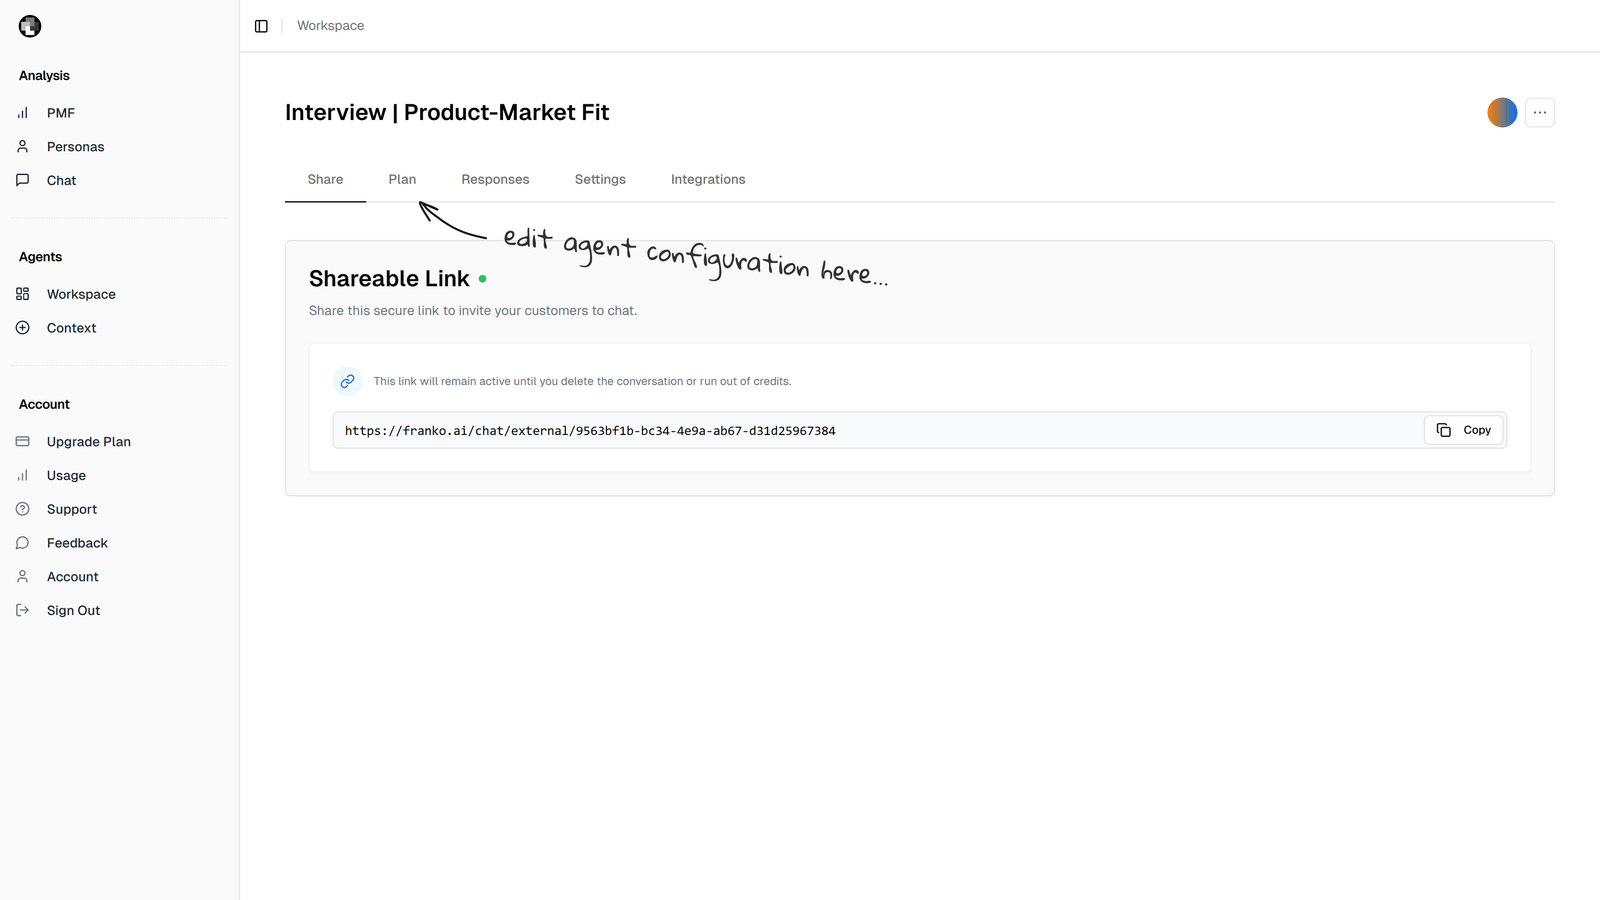 Workspace
Analysis
PMF
Personas
Chat
Agents
Workspace
Context
Account
Upgrade Plan
Usage
Support
Feedback
Account
Sign Out
Interview | Product-Market Fit
Share
Plan
Responses
Settings
Integrations
edit agent configuration here...
Shareable Link
Share this secure link to invite your customers to chat.
This link will remain active until you delete the conversation or run out of credits.
https://franko.ai/chat/external/9563bf1b-bc34-4e9a-ab67-d31d25967384
Copy